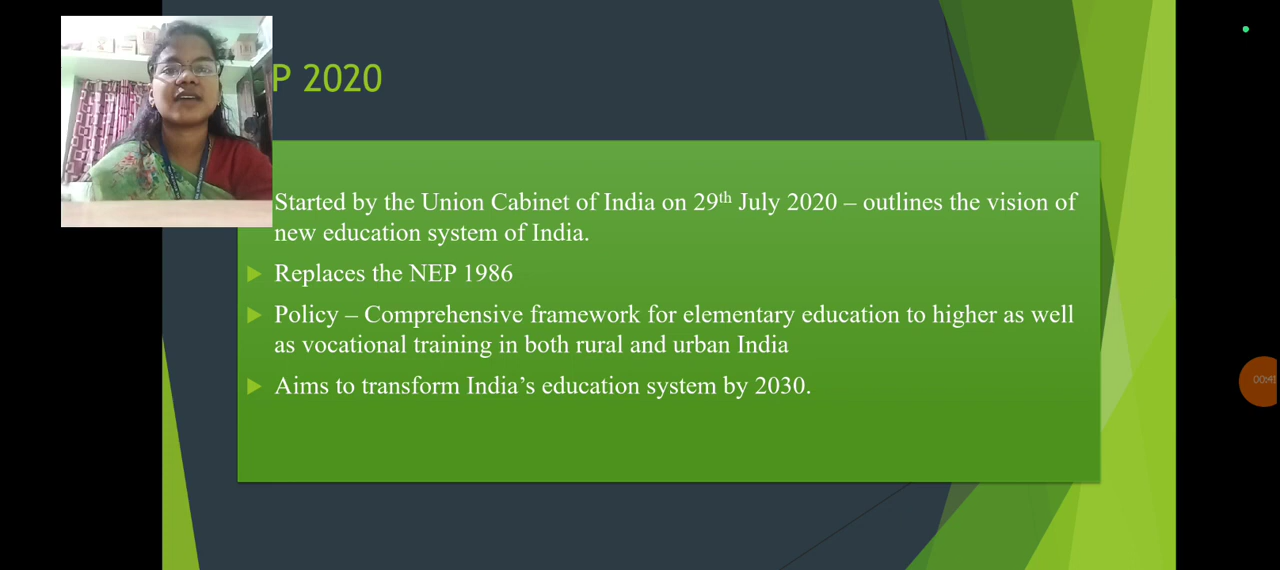 P 2020
Started by the Union Cabinet of India on 29th July 2020 – outlines the vision of
new education system of India.
Replaces the NEP 1986
Policy – Comprehensive framework for elementary education to higher as well
as vocational training in both rural and urban India
Aims to transform India’s education system by 2030.